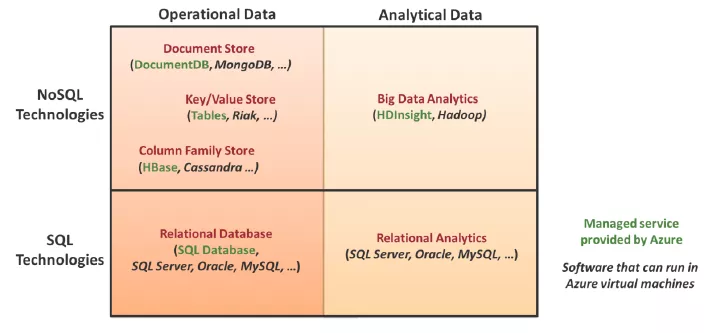 Operational Data
Analytical Data
NoSQL
Technologies
Document Store
(DocumentDB, MongoDB, ...)
Key/Value Store
(Tables, Riak, ...)
Column Family Store
(HBase, Cassandra ...)
Big Data Analytics
(HDInsight, Hadoop)
SQL
Technologies
Relational Database
(SQL Database,
SQL Server, Oracle, MySQL, ...)
Relational Analytics
(SQL Server, Oracle, MySQL, ...)
Managed service
provided by Azure
Software that can run in
Azure virtual machines